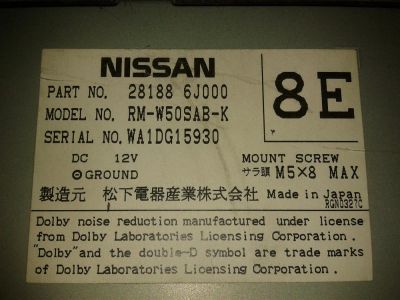 NISSAN
8E
PART NO. 28188 6J000
MODEL NO. RM-W50SAB-K
SERIAL NO. WA1DG15930
DC 12V
MOUNT SCREW
⊙GROUND
サラ頭 M5×8 MAX
製造元 松下電器産業株式会社 Made in Japan
RGN0327C
Dolby noise reduction manufactured under license
from Dolby Laboratories Licensing Corporation.
"Dolby" and the double-D symbol are trade marks
of Dolby Laboratories Licensing Corporation.